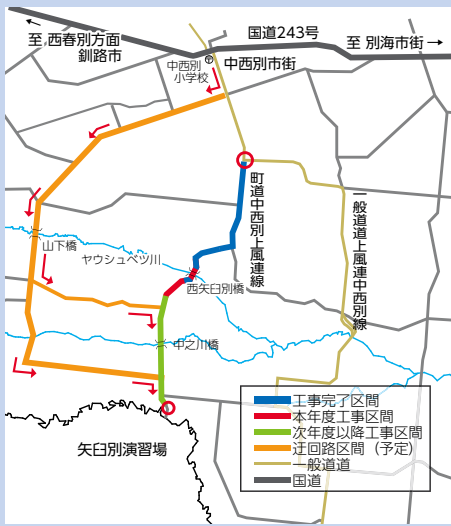 国道243号
至 西春別方面
釧路市
至 別海市街 →
中西別
小学校
中西別市街
町道中西別上風連線
一般道道上風連中西別線
山下橋
ヤウシュベツ川
西矢臼別橋
中之川橋
矢臼別演習場
工事完了区間
本年度工事区間
次年度以降工事区間
迂回路区間（予定）
一般道道
国道